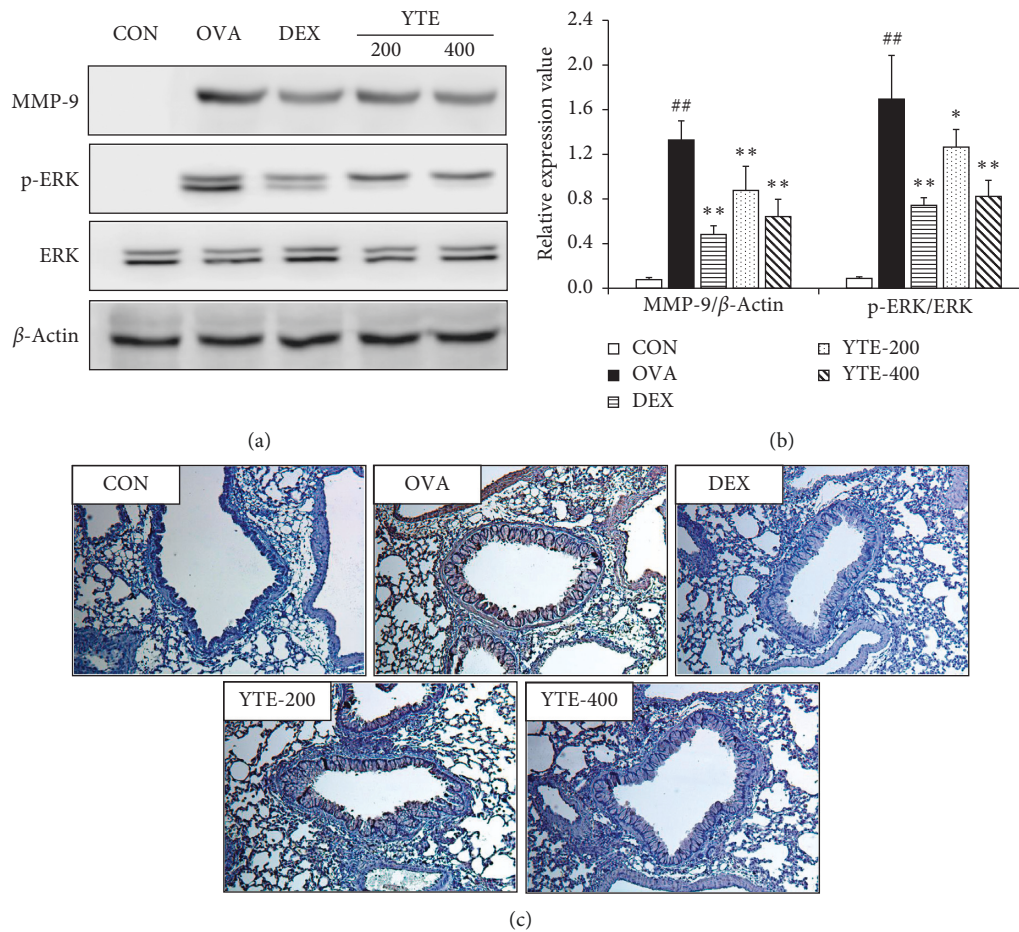 CON OVA DEX YTE
200 400
MMP-9
p-ERK
ERK
β-Actin
(a)
Relative expression value
2.4
2.0
1.6
1.2
0.8
0.4
0.0
## ** ** **
## ** * **
MMP-9/β-Actin p-ERK/ERK
CON YTE-200
OVA YTE-400
DEX
(b)
CON OVA DEX
YTE-200 YTE-400
(c)